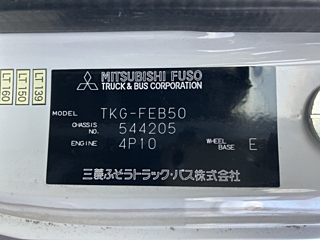 MITSUBISHI FUSO
TRUCK & BUS CORPORATION
MODEL TKG-FEB50
CHASSIS NO. 544205
ENGINE 4P10 WHEEL BASE E
三菱ふそうトラック・バス株式会社
LT139
LT150
LT160